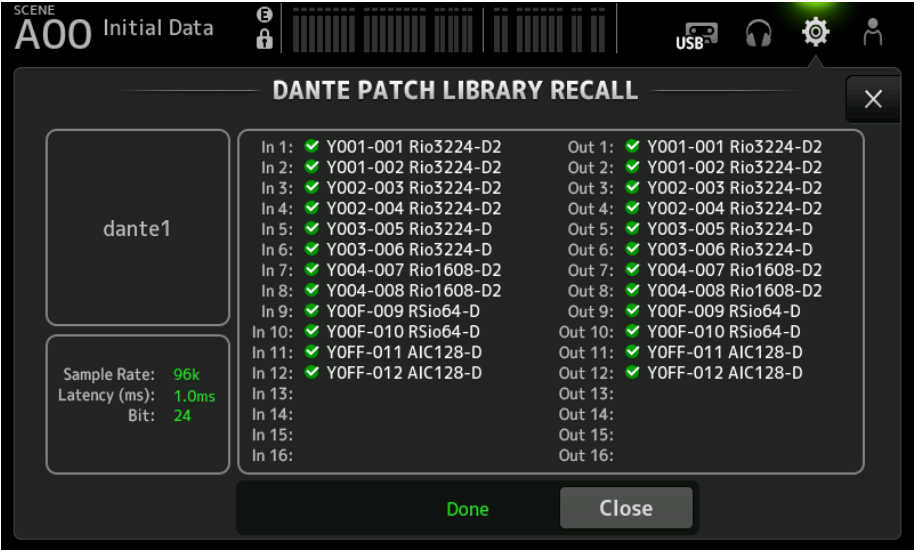 SCENE
A00 Initial Data
E
USB
DANTE PATCH LIBRARY RECALL
dante1
Sample Rate: 96k
Latency (ms): 1.0ms
Bit: 24
In 1: Y001-001 Rio3224-D2
In 2: Y001-002 Rio3224-D2
In 3: Y002-003 Rio3224-D2
In 4: Y002-004 Rio3224-D2
In 5: Y003-005 Rio3224-D
In 6: Y003-006 Rio3224-D
In 7: Y004-007 Rio1608-D2
In 8: Y004-008 Rio1608-D2
In 9: Y00F-009 RSio64-D
In 10: Y00F-010 RSio64-D
In 11: Y0FF-011 AIC128-D
In 12: Y0FF-012 AIC128-D
In 13:
In 14:
In 15:
In 16:
Out 1: Y001-001 Rio3224-D2
Out 2: Y001-002 Rio3224-D2
Out 3: Y002-003 Rio3224-D2
Out 4: Y002-004 Rio3224-D2
Out 5: Y003-005 Rio3224-D
Out 6: Y003-006 Rio3224-D
Out 7: Y004-007 Rio1608-D2
Out 8: Y004-008 Rio1608-D2
Out 9: Y00F-009 RSio64-D
Out 10: Y00F-010 RSio64-D
Out 11: Y0FF-011 AIC128-D
Out 12: Y0FF-012 AIC128-D
Out 13:
Out 14:
Out 15:
Out 16:
Done
Close